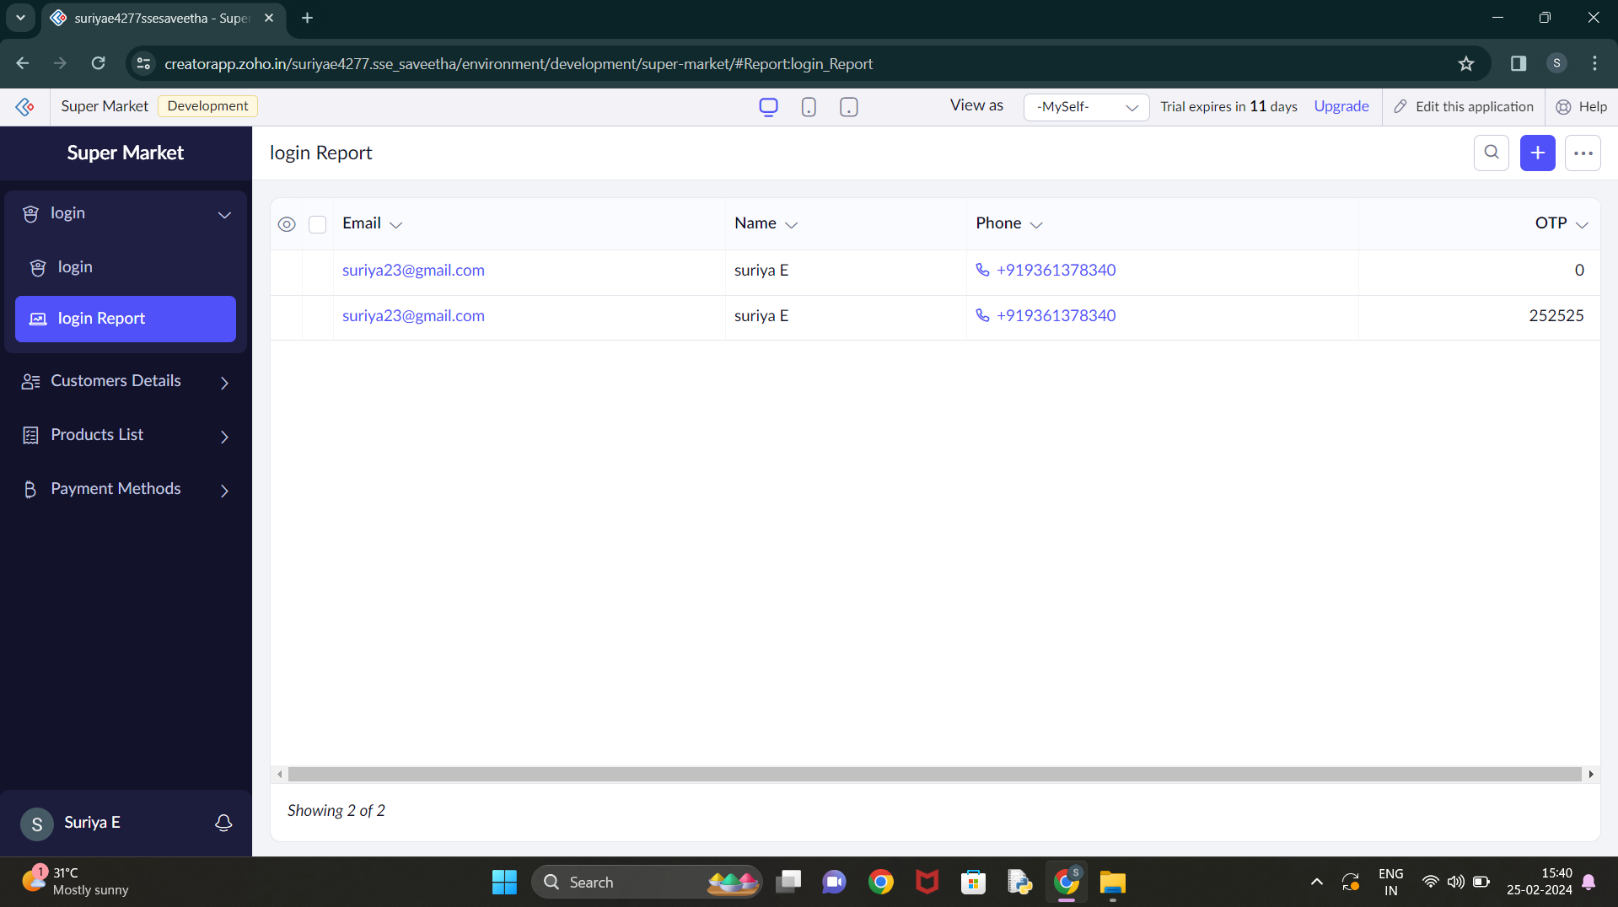 suriyae4277ssesaveetha - Supe
creatorapp.zoho.in/suriyae4277.sse_saveetha/environment/development/super-market/#Report:login_Report
S
Super Market
Development
View as
-MySelf-
Trial expires in 11 days
Upgrade
Edit this application
Help
Super Market
login Report
login
login
login Report
Customers Details
Products List
Payment Methods
Email
Name
Phone
OTP
suriya23@gmail.com
suriya E
+919361378340
0
suriya23@gmail.com
suriya E
+919361378340
252525
Showing 2 of 2
S
Suriya E
1
31°C
Mostly sunny
Search
S
ENG
IN
15:40
25-02-2024